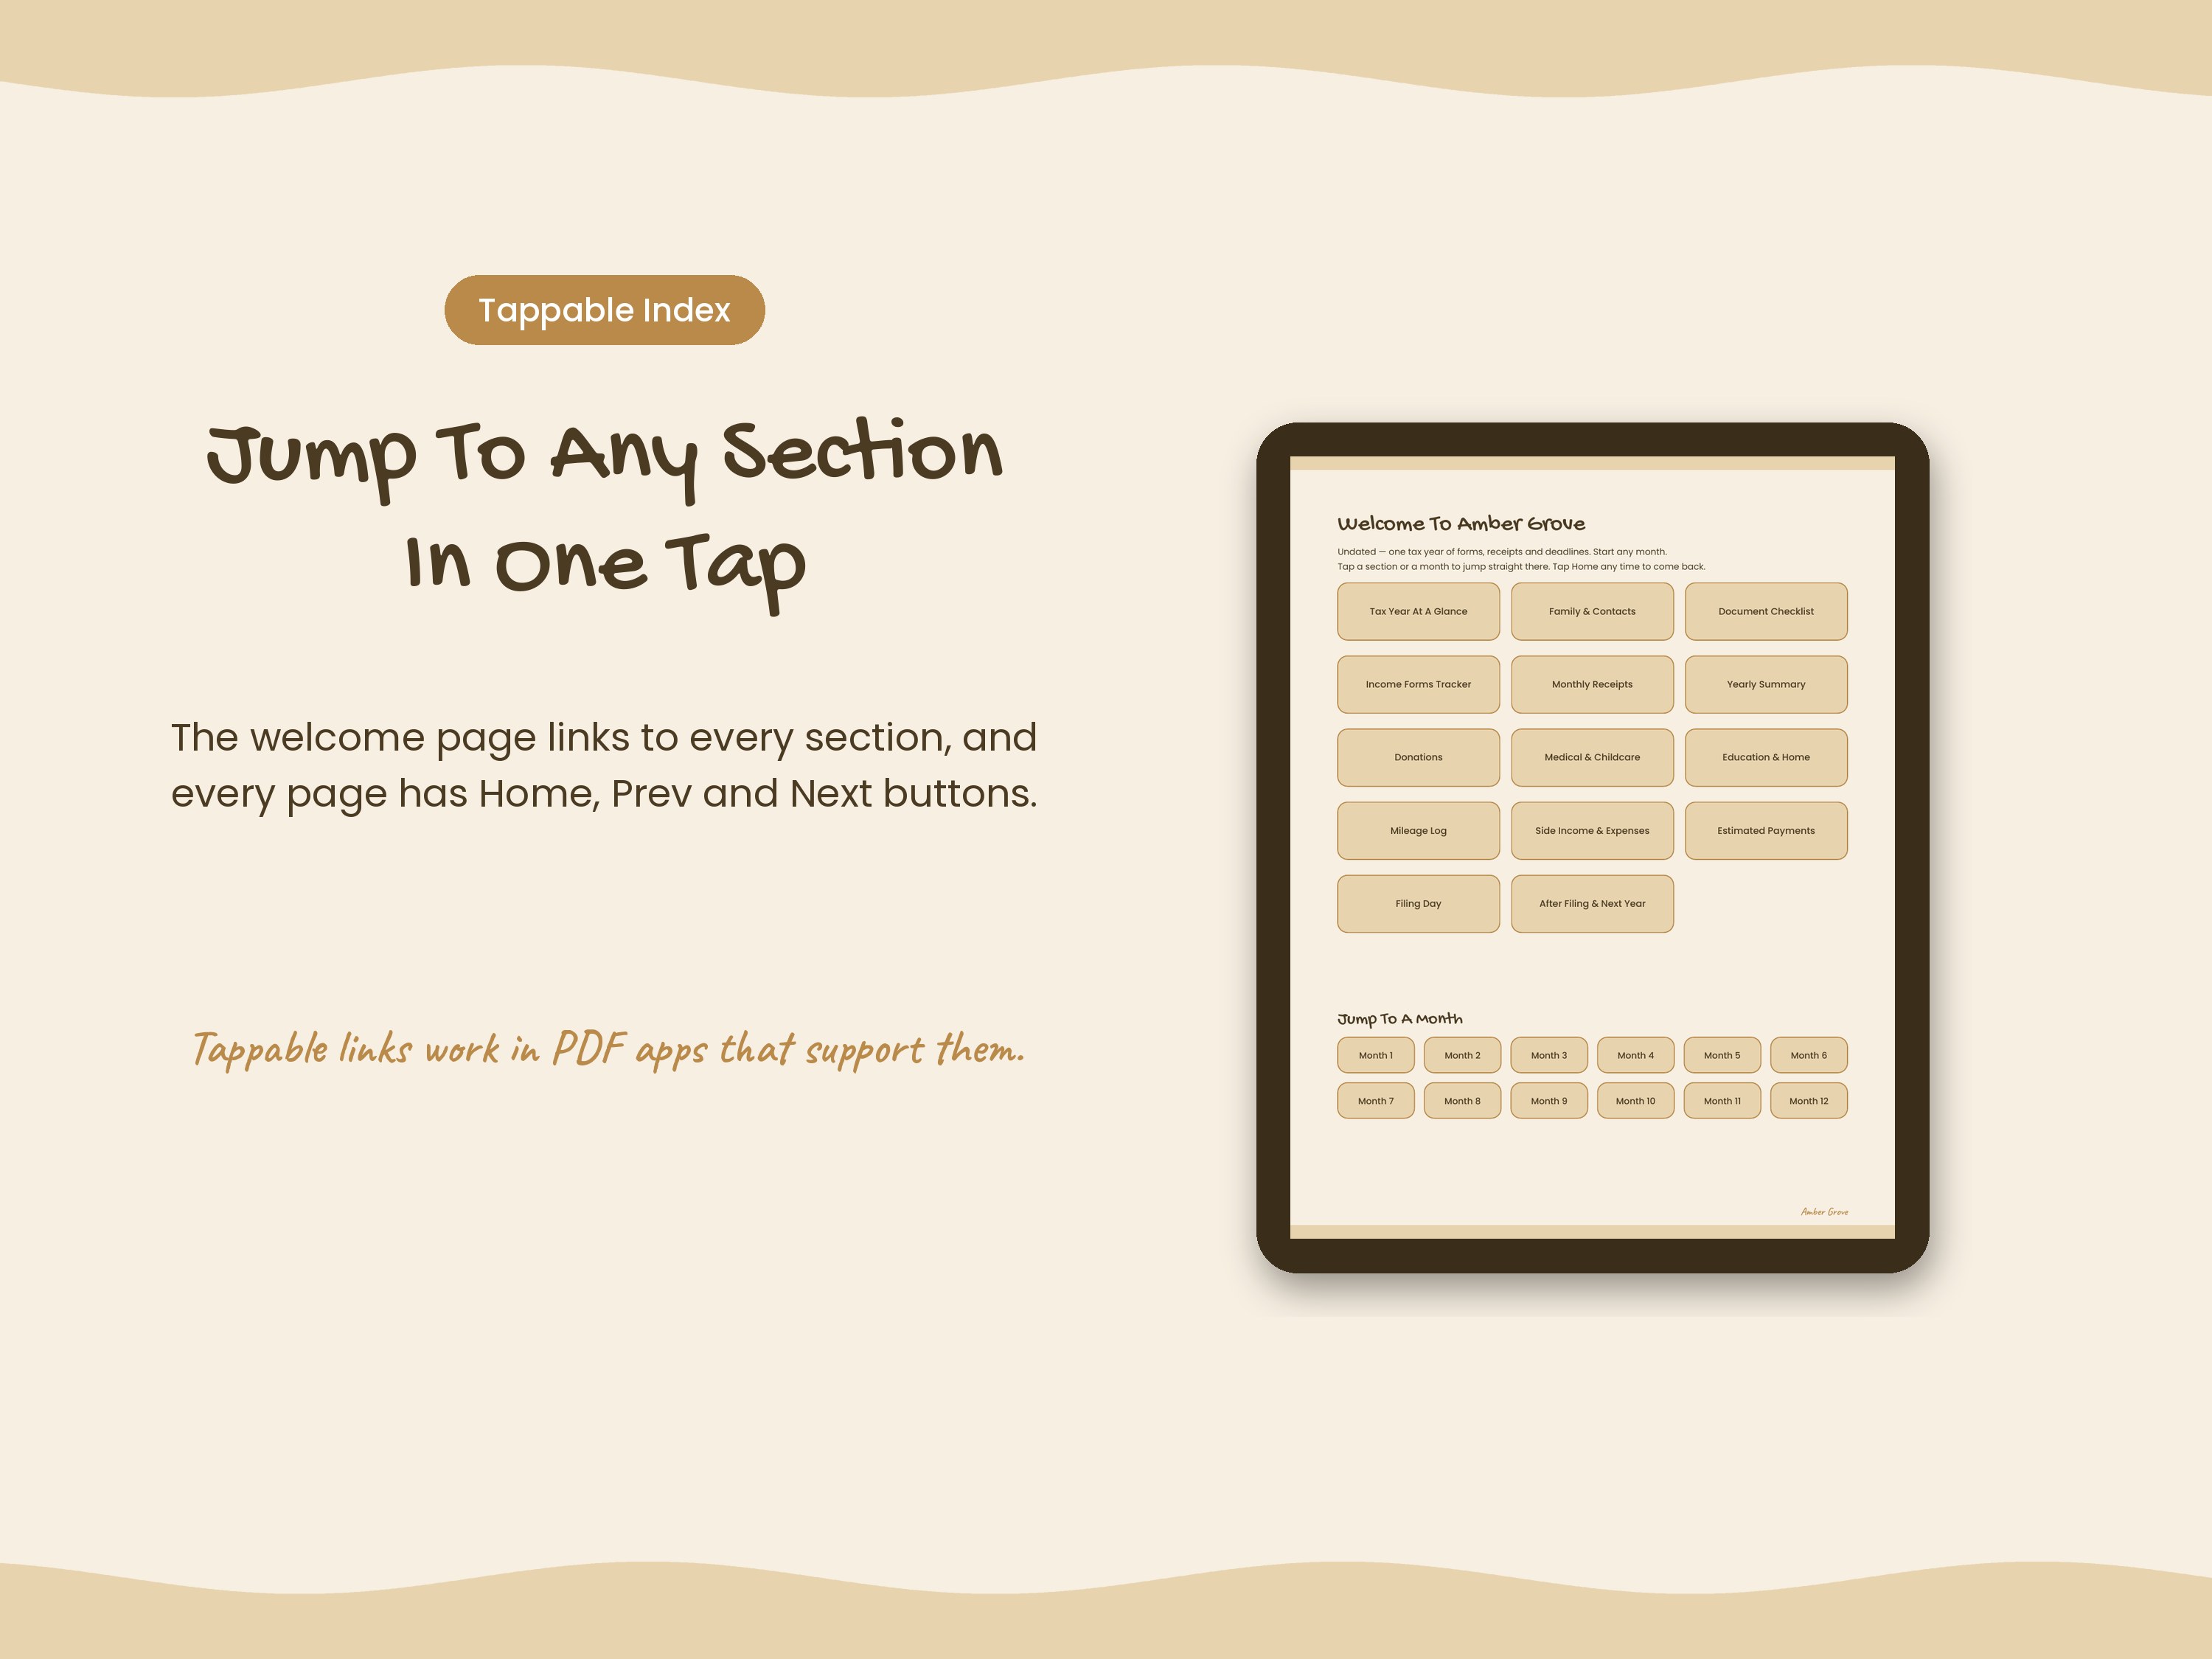 Tappable Index
Jump To Any Section
In One Tap
The welcome page links to every section, and
every page has Home, Prev and Next buttons.
Tappable links work in PDF apps that support them.
Welcome To Amber Grove
Undated — one tax year of forms, receipts and deadlines. Start any month.
Tap a section or a month to jump straight there. Tap Home any time to come back.
Tax Year At A Glance
Family & Contacts
Document Checklist
Income Forms Tracker
Monthly Receipts
Yearly Summary
Donations
Medical & Childcare
Education & Home
Mileage Log
Side Income & Expenses
Estimated Payments
Filing Day
After Filing & Next Year
Jump To A Month
Month 1
Month 2
Month 3
Month 4
Month 5
Month 6
Month 7
Month 8
Month 9
Month 10
Month 11
Month 12
Amber Grove